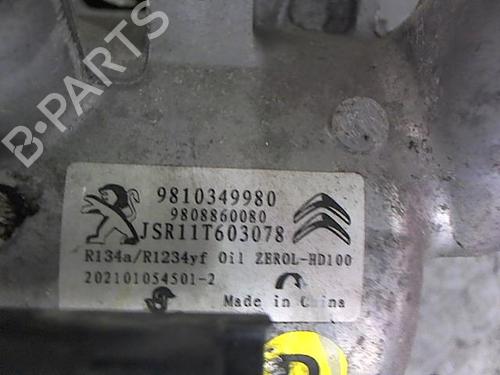 B-PARTS
9810349980
9808860080
JSR11T603078
R134a/R1234yf Oil ZEROL-HD100
202101054501-2
Made in China